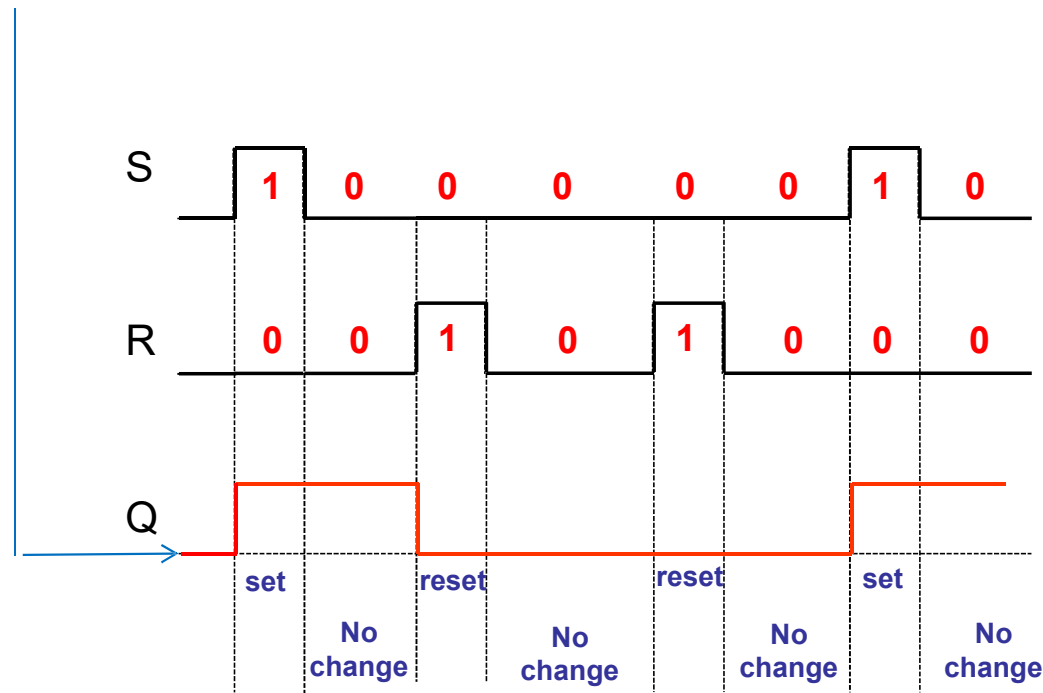 S
1 0 0 0 0 0 1 0
R
0 0 1 0 1 0 0 0
Q
set reset reset set
No change No change No change No change